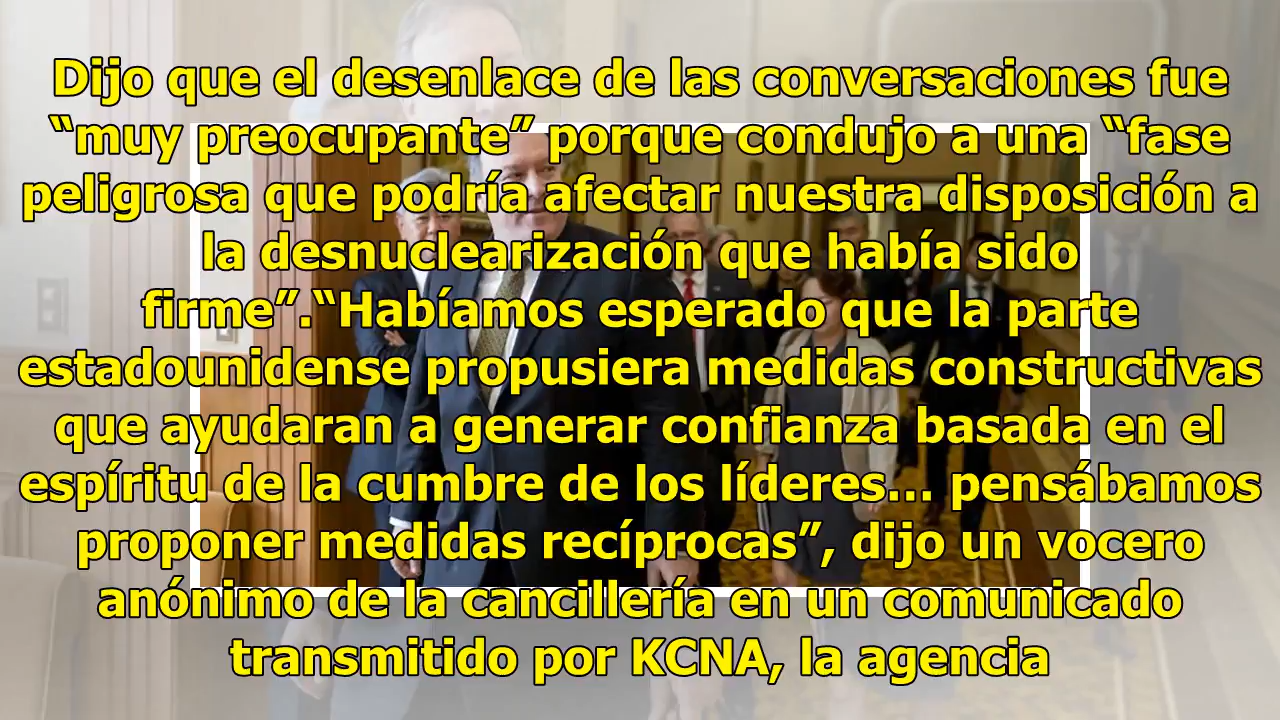 Dijo que el desenlace de las conversaciones fue
“muy preocupante” porque condujo a una “fase
peligrosa que podría afectar nuestra disposición a
la desnuclearización que había sido
firme”.“Habíamos esperado que la parte
estadounidense propusiera medidas constructivas
que ayudaran a generar confianza basada en el
espíritu de la cumbre de los líderes... pensábamos
proponer medidas recíprocas”, dijo un vocero
anónimo de la cancillería en un comunicado
transmitido por KCNA, la agencia